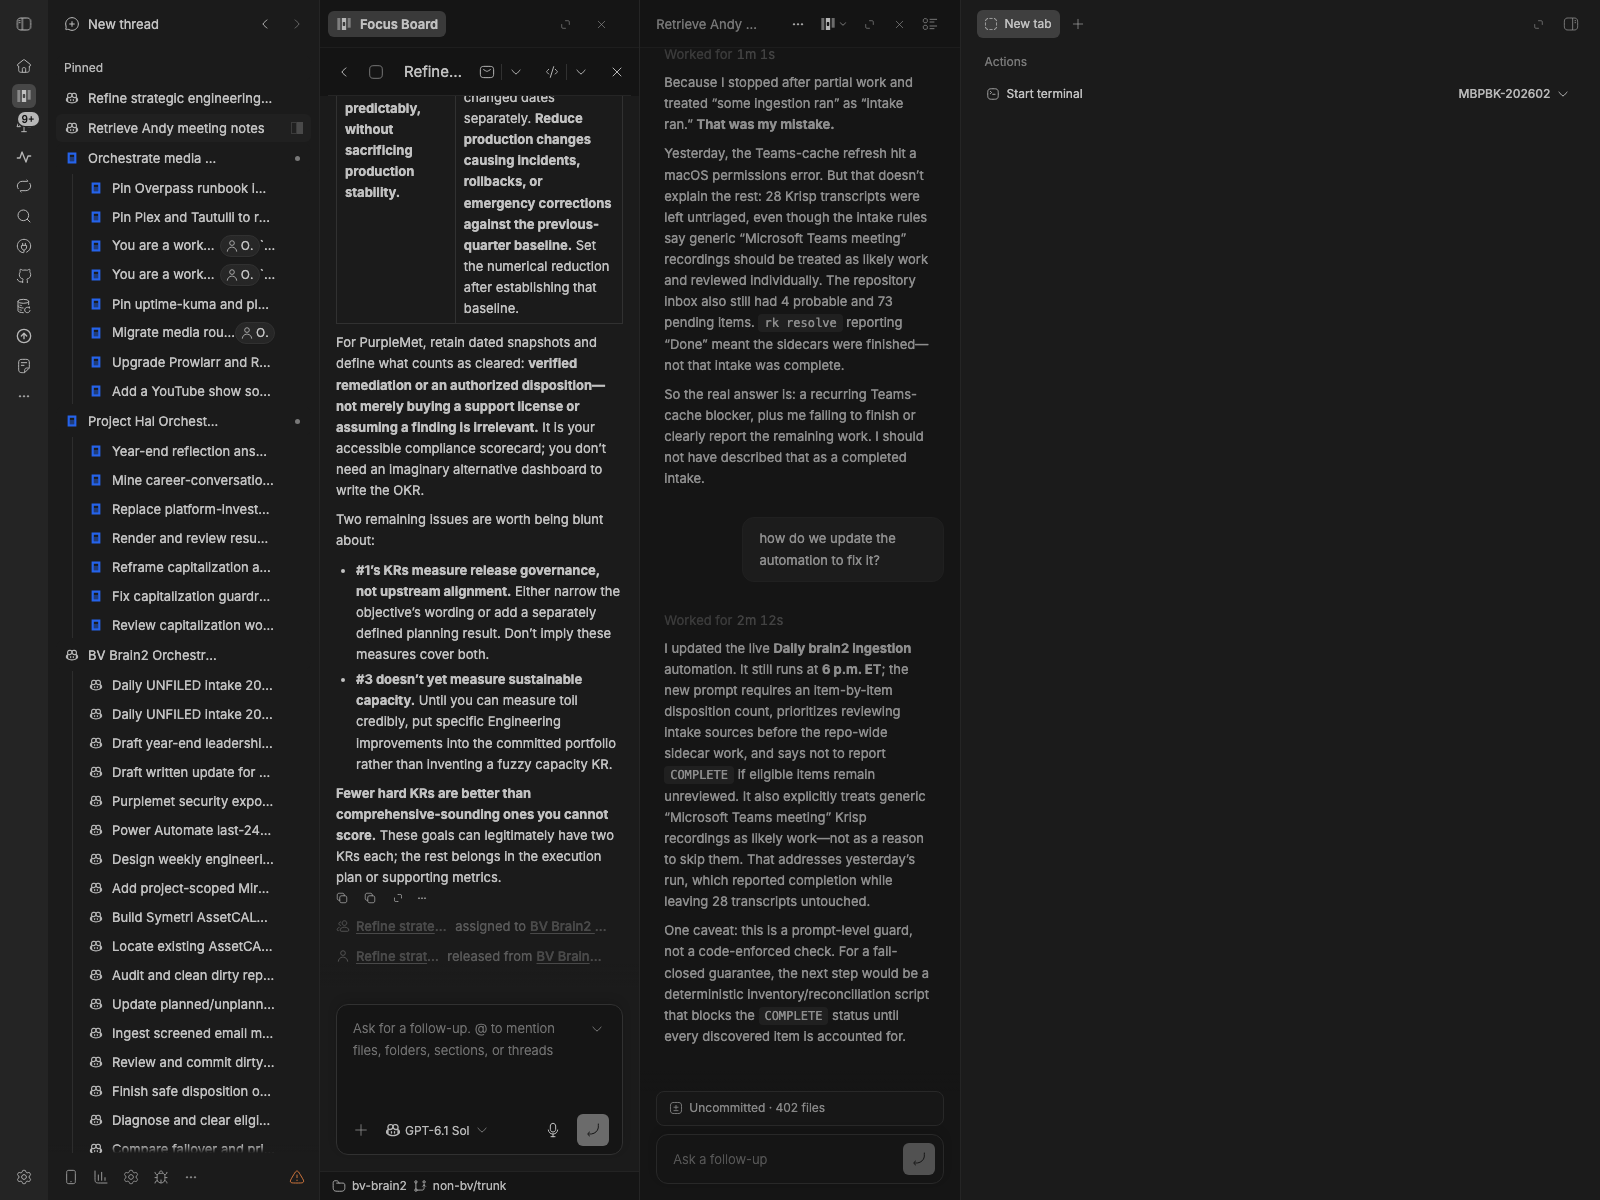 New thread
Pinned
Refine strategic engineering...
9+
Retrieve Andy meeting notes
Orchestrate media ...
Pin Overpass runbook i...
Pin Plex and Tautulli to r...
You are a work... O. `...
You are a work... O. `...
Pin uptime-kuma and pl...
Migrate media rou... O.
Upgrade Prowlarr and R...
Add a YouTube show so...
Project Hal Orchest...
Year-end reflection ans...
Mine career-conversatio...
Replace platform-invest...
Render and review resu...
Reframe capitalization a...
Fix capitalization guardr...
Review capitalization wo...
BV Brain2 Orchestr...
Daily UNFILED intake 20...
Daily UNFILED intake 20...
Draft year-end leadershi...
Draft written update for ...
Purplemet security expo...
Power Automate last-24...
Design weekly engineeri...
Add project-scoped Mir...
Build Symetri AssetCAL...
Locate existing AssetCA...
Audit and clean dirty rep...
Update planned/unplann...
Ingest screened email m...
Review and commit dirty...
Finish safe disposition o...
Diagnose and clear eligi...
Compare failover and pri...
Focus Board
Refine...
predictably,
without
sacrificing
production
stability.
changed dates
separately. Reduce
production changes
causing incidents,
rollbacks, or
emergency corrections
against the previous-
quarter baseline. Set
the numerical reduction
after establishing that
baseline.
For PurpleMet, retain dated snapshots and
define what counts as cleared: verified
remediation or an authorized disposition—
not merely buying a support license or
assuming a finding is irrelevant. It is your
accessible compliance scorecard; you don't
need an imaginary alternative dashboard to
write the OKR.
Two remaining issues are worth being blunt
about:
• #1's KRs measure release governance,
not upstream alignment. Either narrow the
objective's wording or add a separately
defined planning result. Don't imply these
measures cover both.
• #3 doesn't yet measure sustainable
capacity. Until you can measure toil
credibly, put specific Engineering
improvements into the committed portfolio
rather than inventing a fuzzy capacity KR.
Fewer hard KRs are better than
comprehensive-sounding ones you cannot
score. These goals can legitimately have two
KRs each; the rest belongs in the execution
plan or supporting metrics.
Refine strate... assigned to BV Brain2 ...
Refine strat... released from BV Brain...
Ask for a follow-up. @ to mention
files, folders, sections, or threads
GPT-6.1 Sol
bv-brain2 non-bv/trunk
Retrieve Andy ...
Worked for 1m 1s
Because I stopped after partial work and
treated “some ingestion ran” as “intake
ran.” That was my mistake.
Yesterday, the Teams-cache refresh hit a
macOS permissions error. But that doesn't
explain the rest: 28 Krisp transcripts were
left untriaged, even though the intake rules
say generic “Microsoft Teams meeting”
recordings should be treated as likely work
and reviewed individually. The repository
inbox also still had 4 probable and 73
pending items. rk resolve reporting
“Done” meant the sidecars were finished—
not that intake was complete.
So the real answer is: a recurring Teams-
cache blocker, plus me failing to finish or
clearly report the remaining work. I should
not have described that as a completed
intake.
how do we update the
automation to fix it?
Worked for 2m 12s
I updated the live Daily brain2 ingestion
automation. It still runs at 6 p.m. ET; the
new prompt requires an item-by-item
disposition count, prioritizes reviewing
intake sources before the repo-wide
sidecar work, and says not to report
COMPLETE if eligible items remain
unreviewed. It also explicitly treats generic
“Microsoft Teams meeting” Krisp
recordings as likely work—not as a reason
to skip them. That addresses yesterday's
run, which reported completion while
leaving 28 transcripts untouched.
One caveat: this is a prompt-level guard,
not a code-enforced check. For a fail-
closed guarantee, the next step would be a
deterministic inventory/reconciliation script
that blocks the COMPLETE status until
every discovered item is accounted for.
Uncommitted · 402 files
Ask a follow-up
New tab
Actions
Start terminal
MBPBK-202602